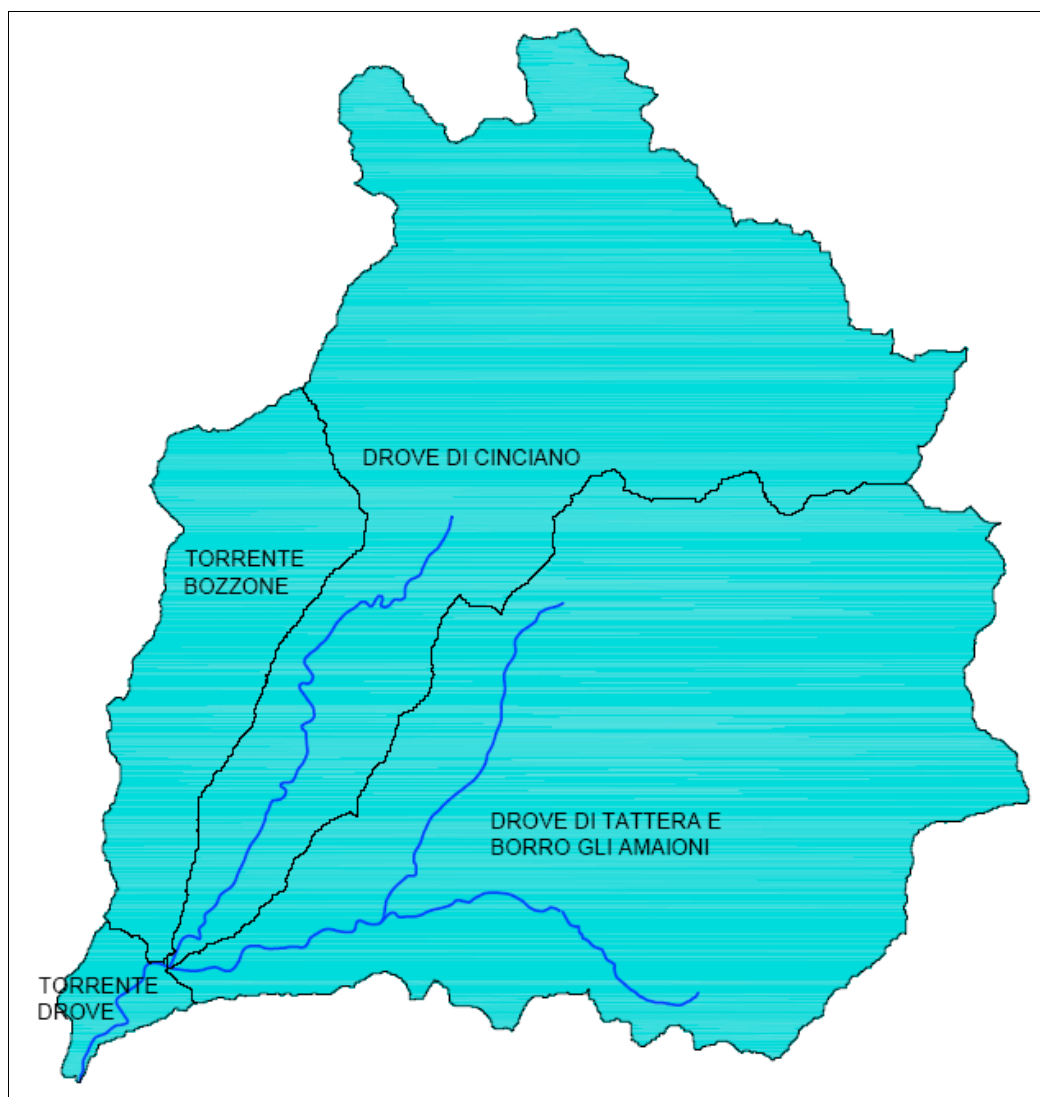 DROVE DI CINCIANO
TORRENTE
BOZZONE
DROVE DI TATTERA E
BORRO GLI AMAIONI
TORRENTE
DROVE